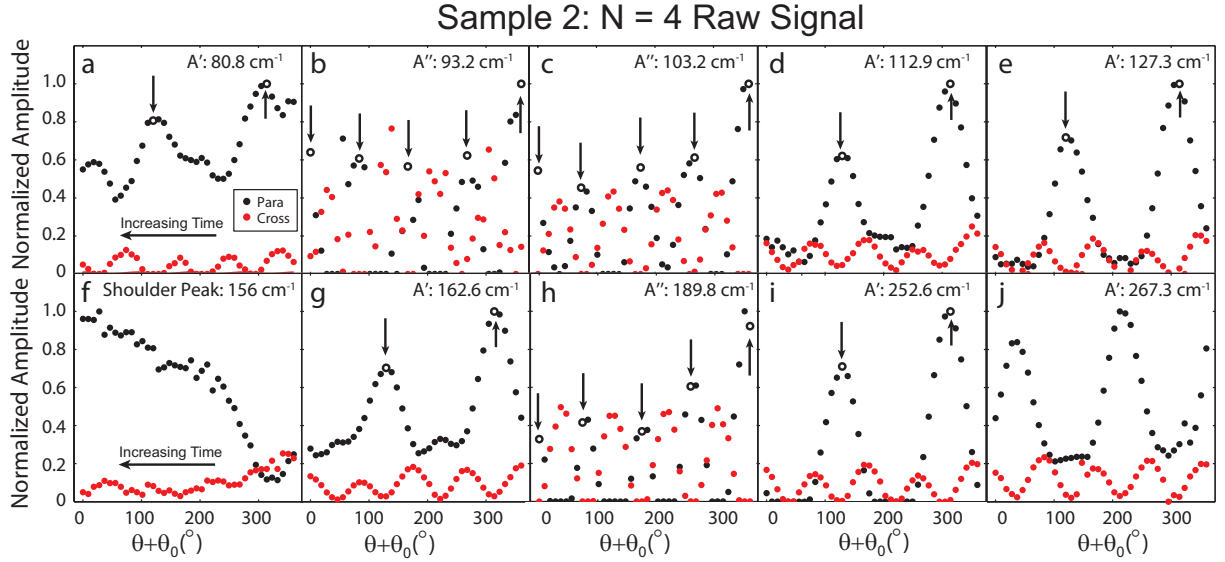 Sample 2: N = 4 Raw Signal
Normalized Amplitude
1.0
0.8
0.6
0.4
0.2
0
a
A′: 80.8 cm⁻¹
Para
Cross
Increasing Time
b
A′′: 93.2 cm⁻¹
c
A′′: 103.2 cm⁻¹
d
A′: 112.9 cm⁻¹
e
A′: 127.3 cm⁻¹
Normalized Amplitude
1.0
0.8
0.6
0.4
0.2
0
f
Shoulder Peak: 156 cm⁻¹
Increasing Time
g
A′: 162.6 cm⁻¹
h
A′′: 189.8 cm⁻¹
i
A′: 252.6 cm⁻¹
j
A′: 267.3 cm⁻¹
0 100 200 300
0 100 200 300
0 100 200 300
0 100 200 300
0 100 200 300
θ+θ₀(°)
θ+θ₀(°)
θ+θ₀(°)
θ+θ₀(°)
θ+θ₀(°)